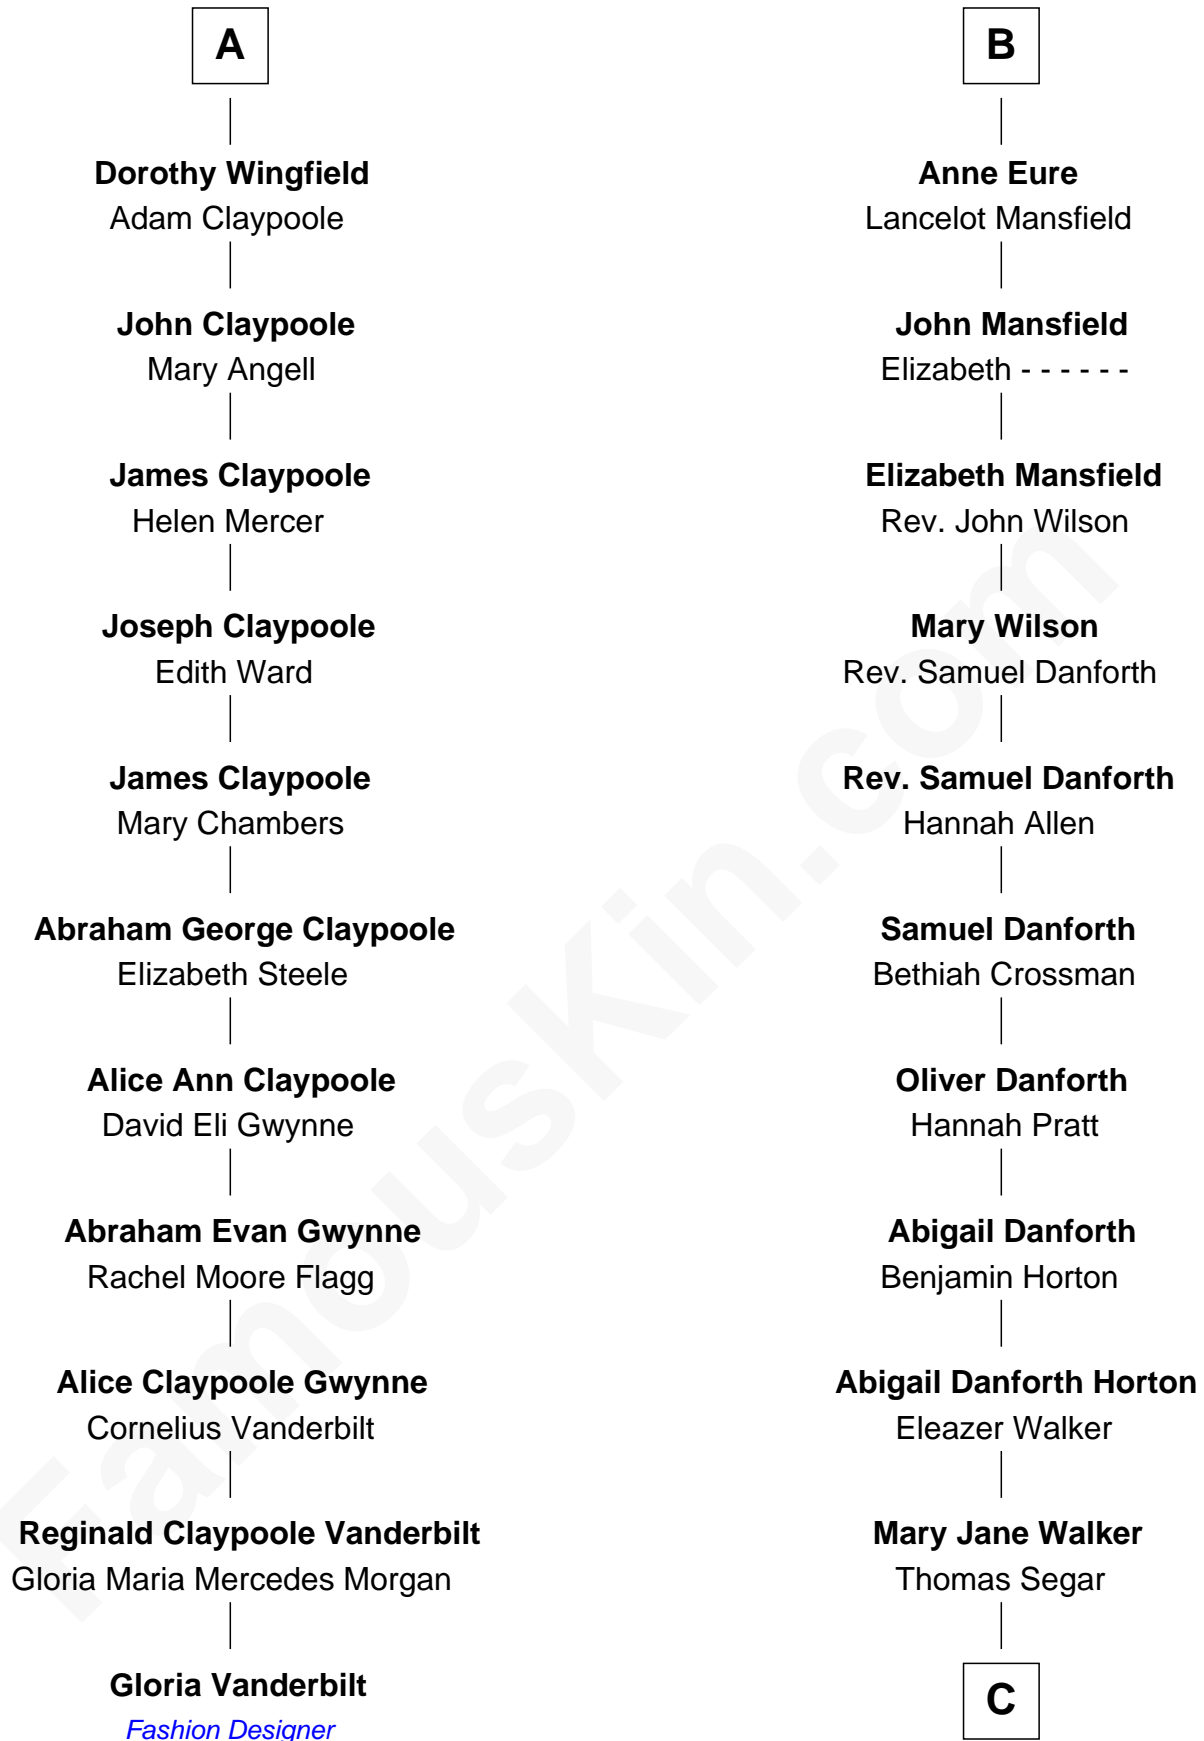 A
Dorothy Wingfield
Adam Claypoole
John Claypoole
Mary Angell
James Claypoole
Helen Mercer
Joseph Claypoole
Edith Ward
James Claypoole
Mary Chambers
Abraham George Claypoole
Elizabeth Steele
Alice Ann Claypoole
David Eli Gwynne
Abraham Evan Gwynne
Rachel Moore Flagg
Alice Claypoole Gwynne
Cornelius Vanderbilt
Reginald Claypoole Vanderbilt
Gloria Maria Mercedes Morgan
Gloria Vanderbilt
Fashion Designer
B
Anne Eure
Lancelot Mansfield
John Mansfield
Elizabeth - - - - - -
Elizabeth Mansfield
Rev. John Wilson
Mary Wilson
Rev. Samuel Danforth
Rev. Samuel Danforth
Hannah Allen
Samuel Danforth
Bethiah Crossman
Oliver Danforth
Hannah Pratt
Abigail Danforth
Benjamin Horton
Abigail Danforth Horton
Eleazer Walker
Mary Jane Walker
Thomas Segar
C
FamousKin.com